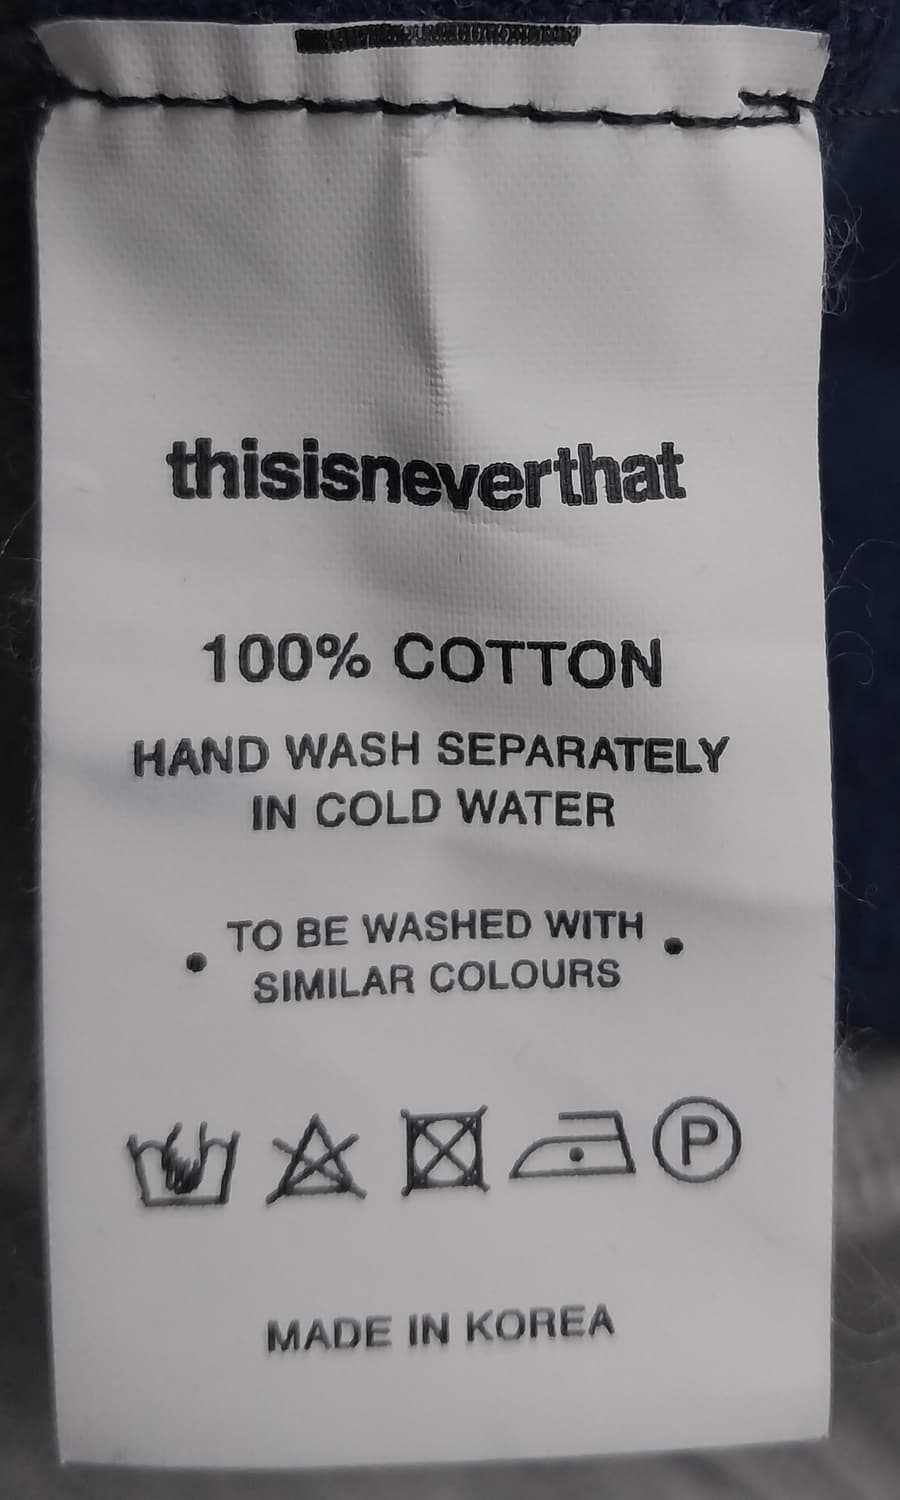 thisisneverthat
100% COTTON
HAND WASH SEPARATELY
IN COLD WATER
• TO BE WASHED WITH •
SIMILAR COLOURS
P
MADE IN KOREA